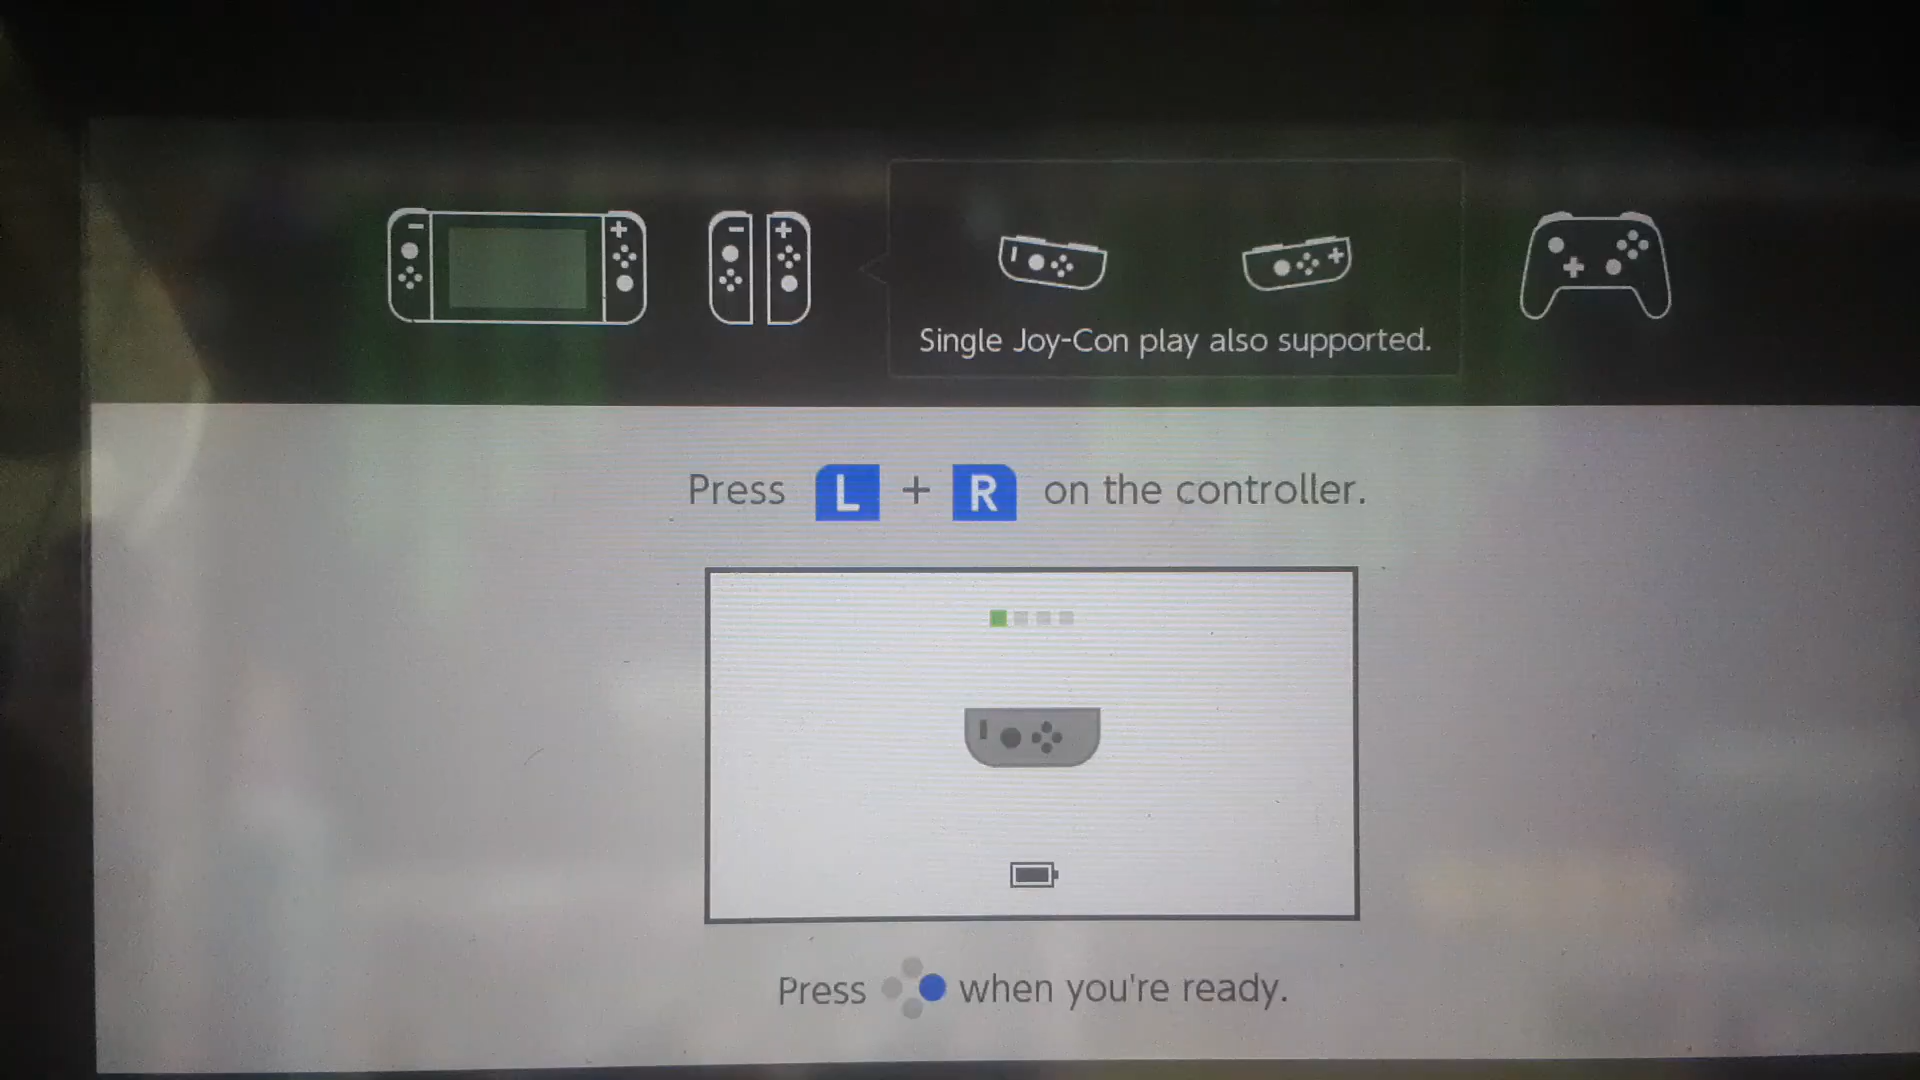 Single Joy-Con play also supported.
Press L + R on the controller.
Press when you're ready.